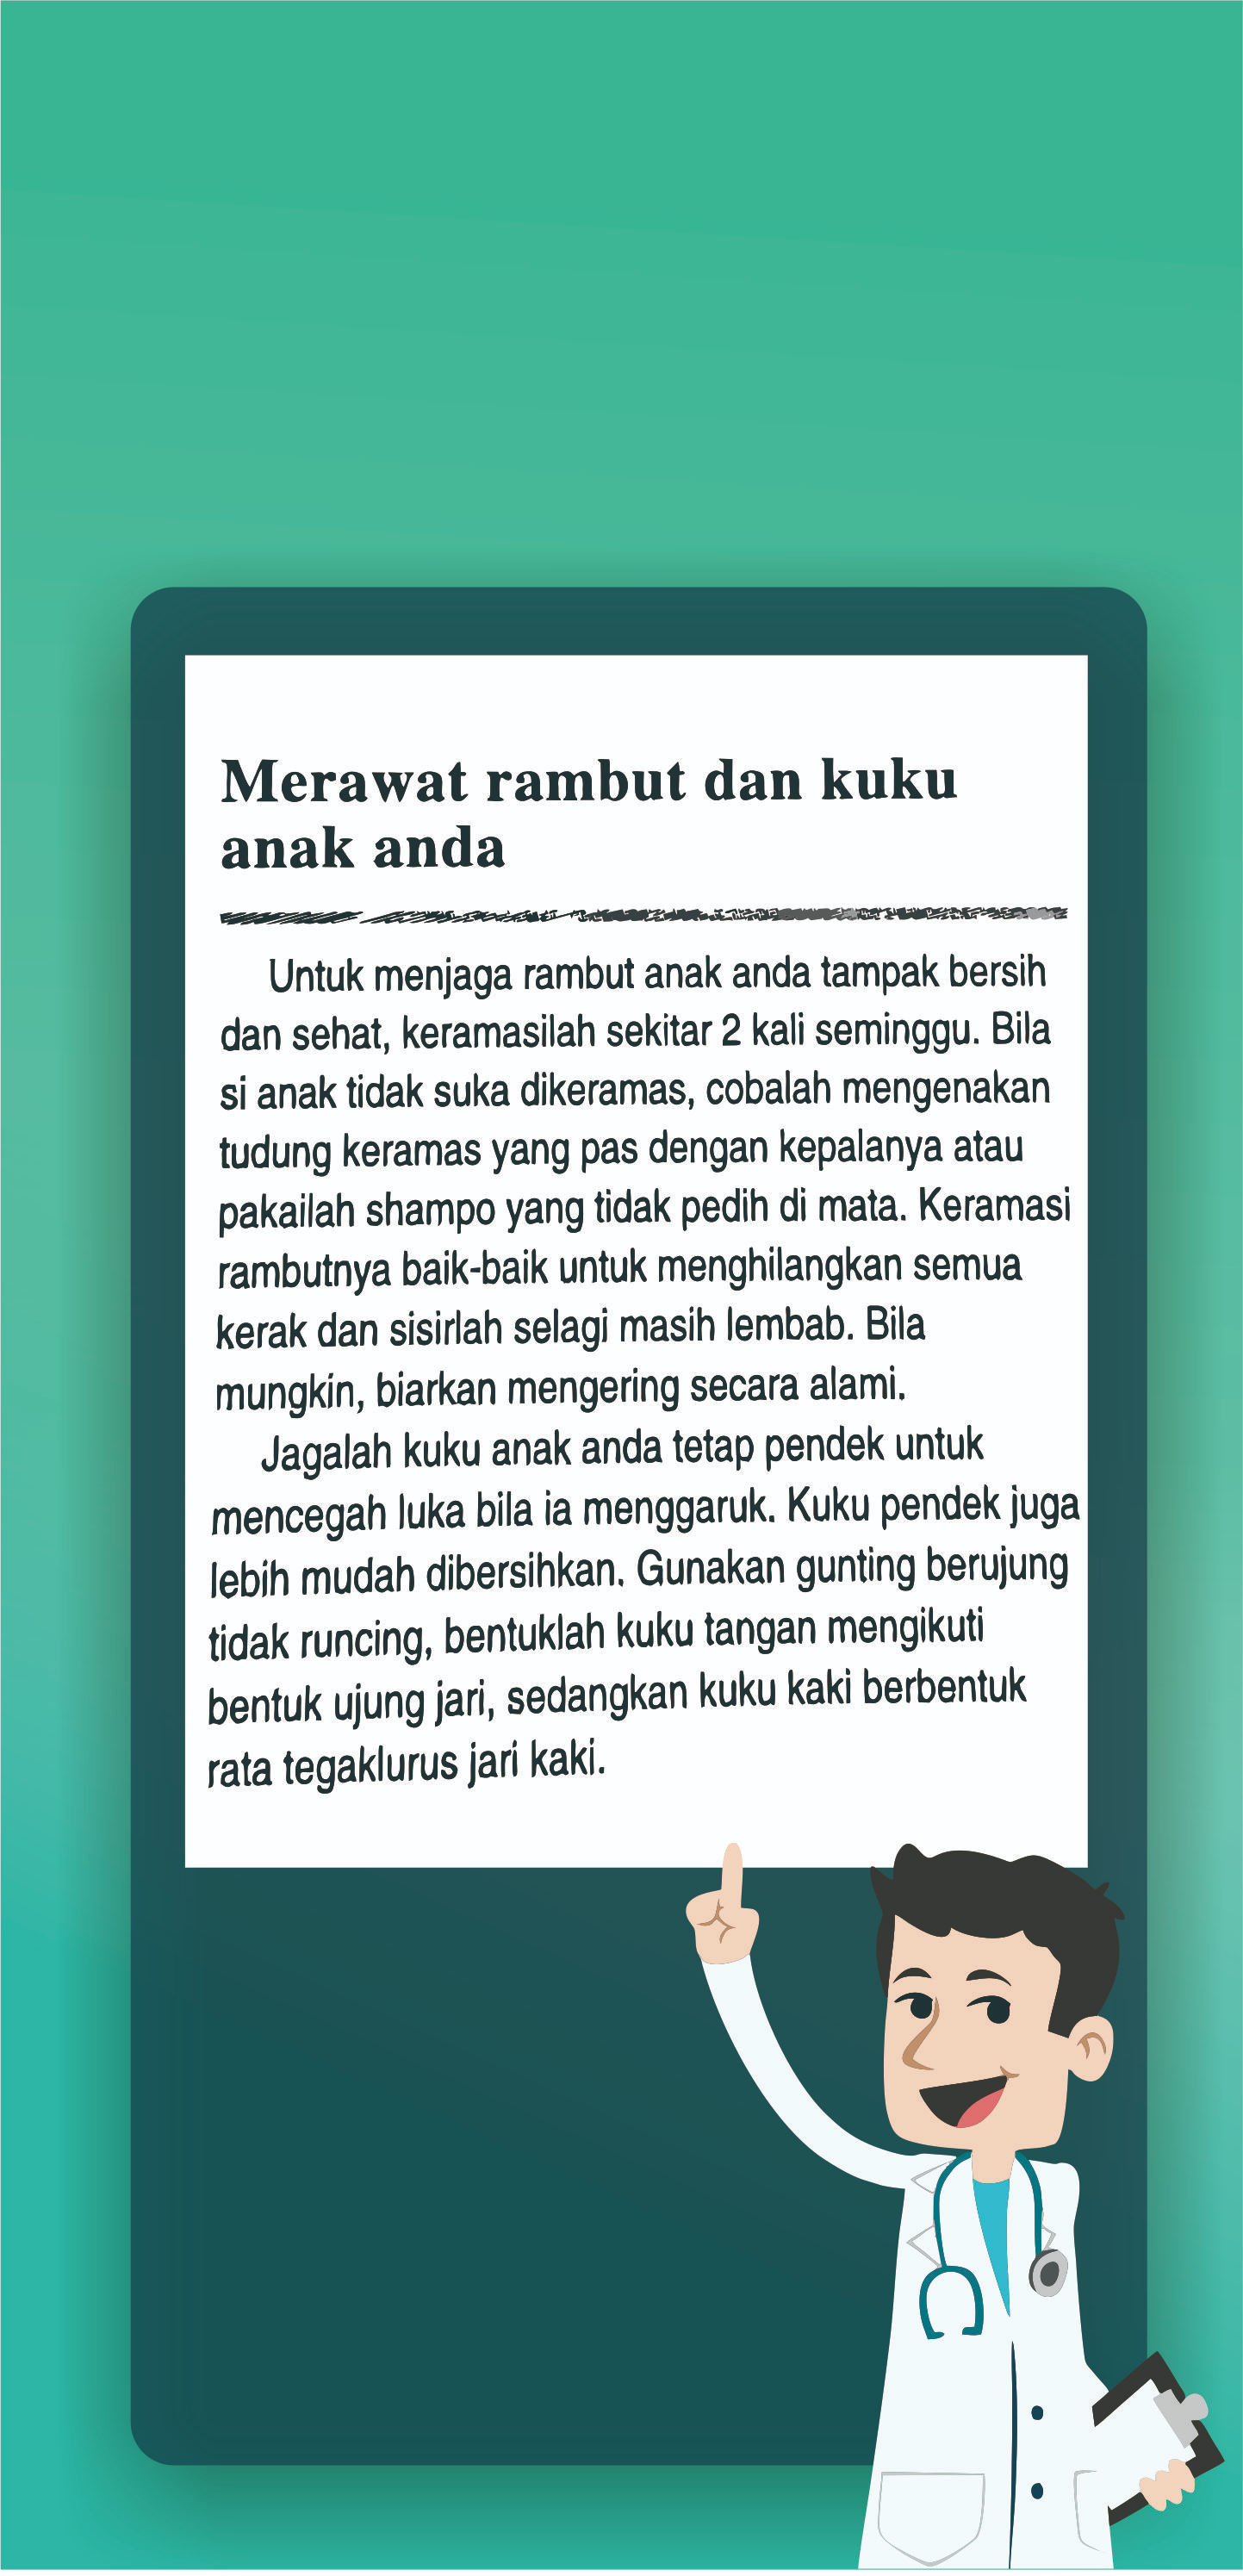 Merawat rambut dan kuku
anak anda
Untuk menjaga rambut anak anda tampak bersih
dan sehat, keramasilah sekitar 2 kali seminggu. Bila
si anak tidak suka dikeramas, cobalah mengenakan
tudung keramas yang pas dengan kepalanya atau
pakailah shampo yang tidak pedih di mata. Keramasi
rambutnya baik-baik untuk menghilangkan semua
kerak dan sisirlah selagi masih lembab. Bila
mungkin, biarkan mengering secara alami.
Jagalah kuku anak anda tetap pendek untuk
mencegah luka bila ia menggaruk. Kuku pendek juga
lebih mudah dibersihkan. Gunakan gunting berujung
tidak runcing, bentuklah kuku tangan mengikuti
bentuk ujung jari, sedangkan kuku kaki berbentuk
rata tegaklurus jari kaki.